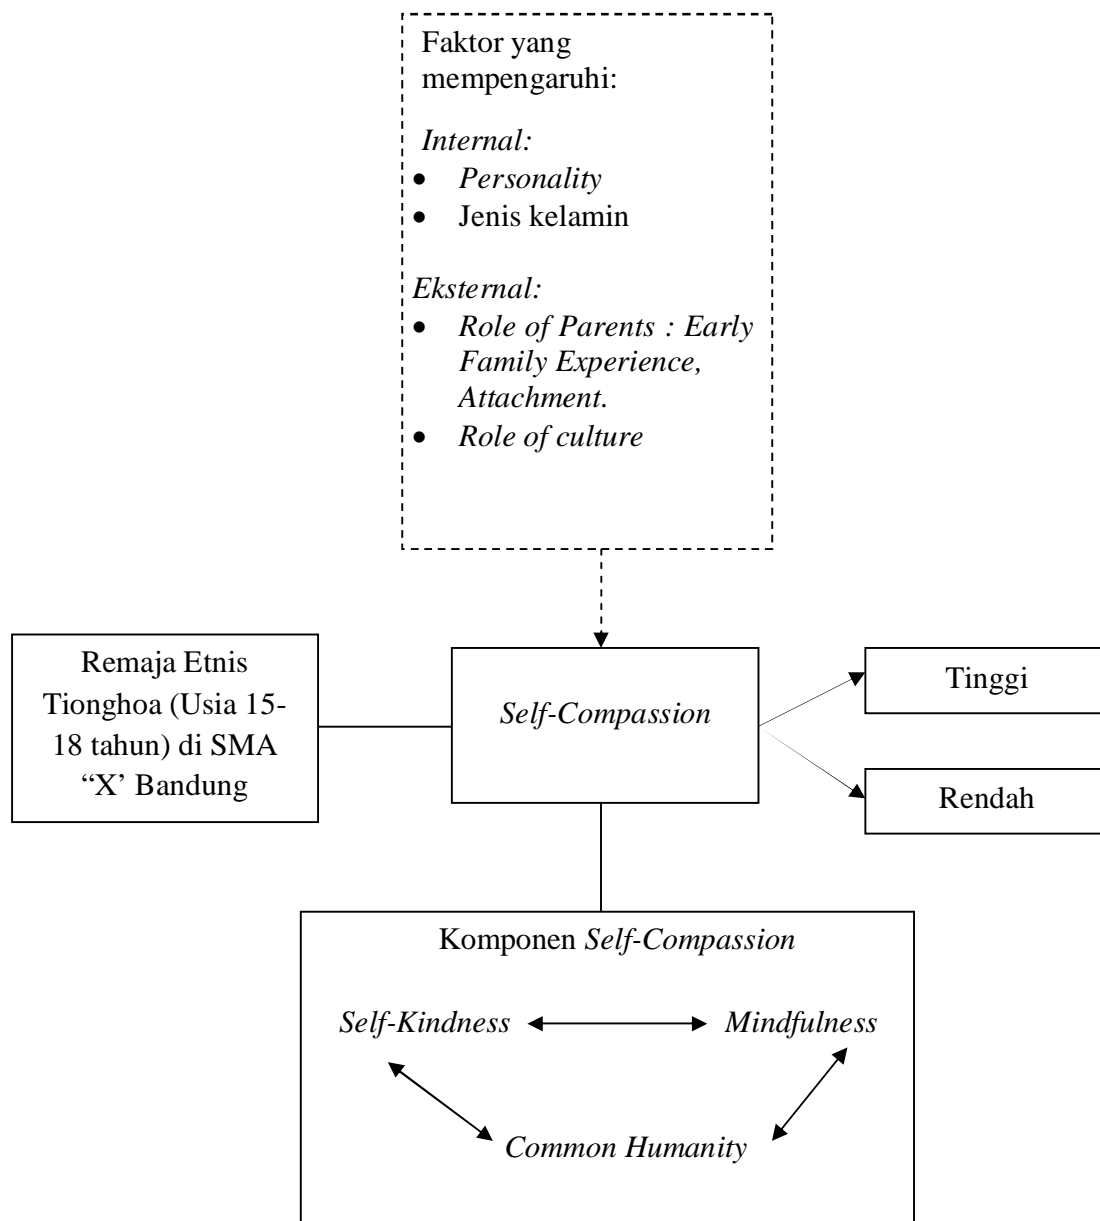 Faktor yang
mempengaruhi:
Internal:
• Personality
• Jenis kelamin
Eksternal:
• Role of Parents : Early
Family Experience,
Attachment.
• Role of culture
Remaja Etnis
Tionghoa (Usia 15-
18 tahun) di SMA
“X’ Bandung
Self-Compassion
Tinggi
Rendah
Komponen Self-Compassion
Self-Kindness
Mindfulness
Common Humanity